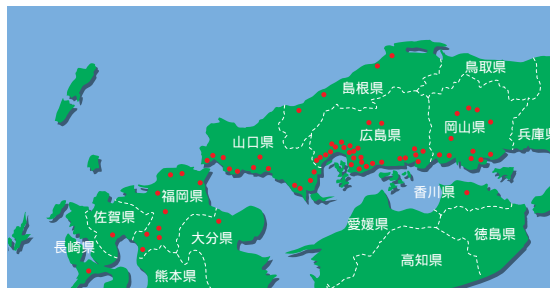 鳥取県
島根県
岡山県
広島県
兵庫県
山口県
香川県
福岡県
佐賀県
愛媛県
徳島県
大分県
長崎県
高知県
熊本県